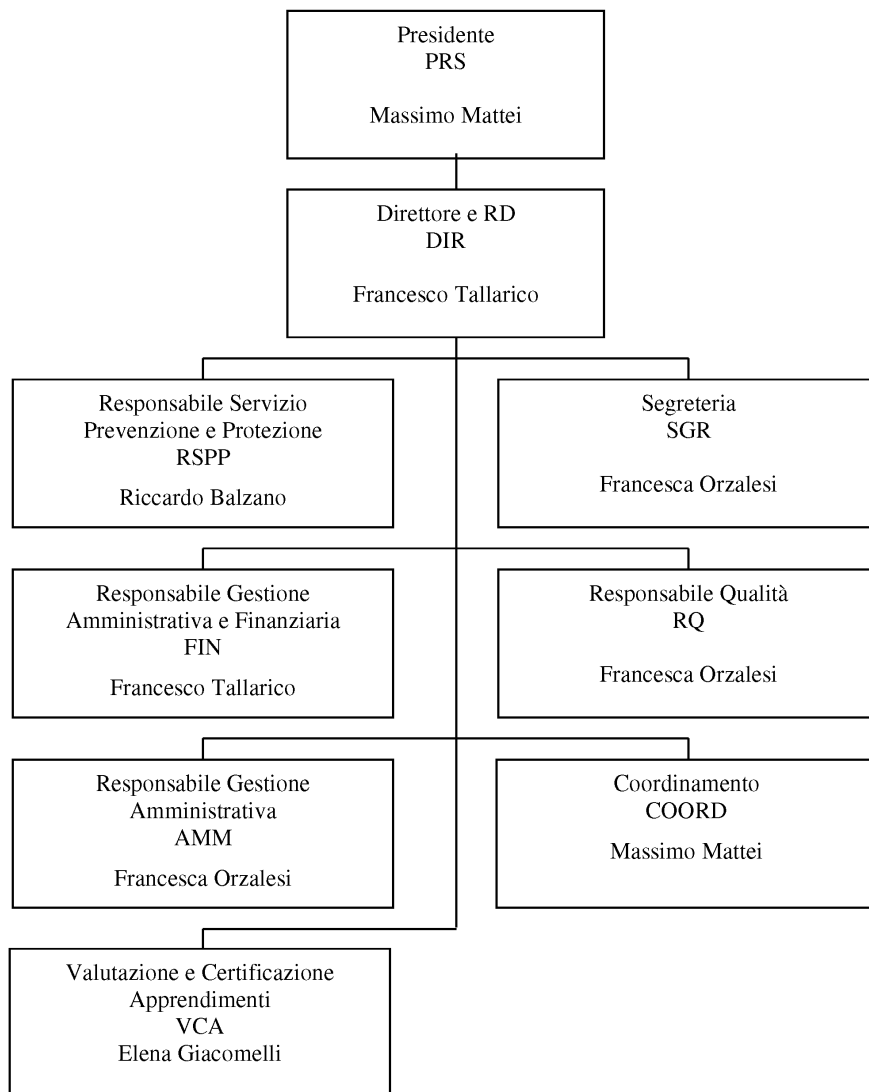 Presidente
PRS
Massimo Mattei
Direttore e RD
DIR
Francesco Tallarico
Responsabile Servizio
Prevenzione e Protezione
RSPP
Riccardo Balzano
Segreteria
SGR
Francesca Orzalesi
Responsabile Gestione
Amministrativa e Finanziaria
FIN
Francesco Tallarico
Responsabile Qualità
RQ
Francesca Orzalesi
Responsabile Gestione
Amministrativa
AMM
Francesca Orzalesi
Coordinamento
COORD
Massimo Mattei
Valutazione e Certificazione
Apprendimenti
VCA
Elena Giacomelli